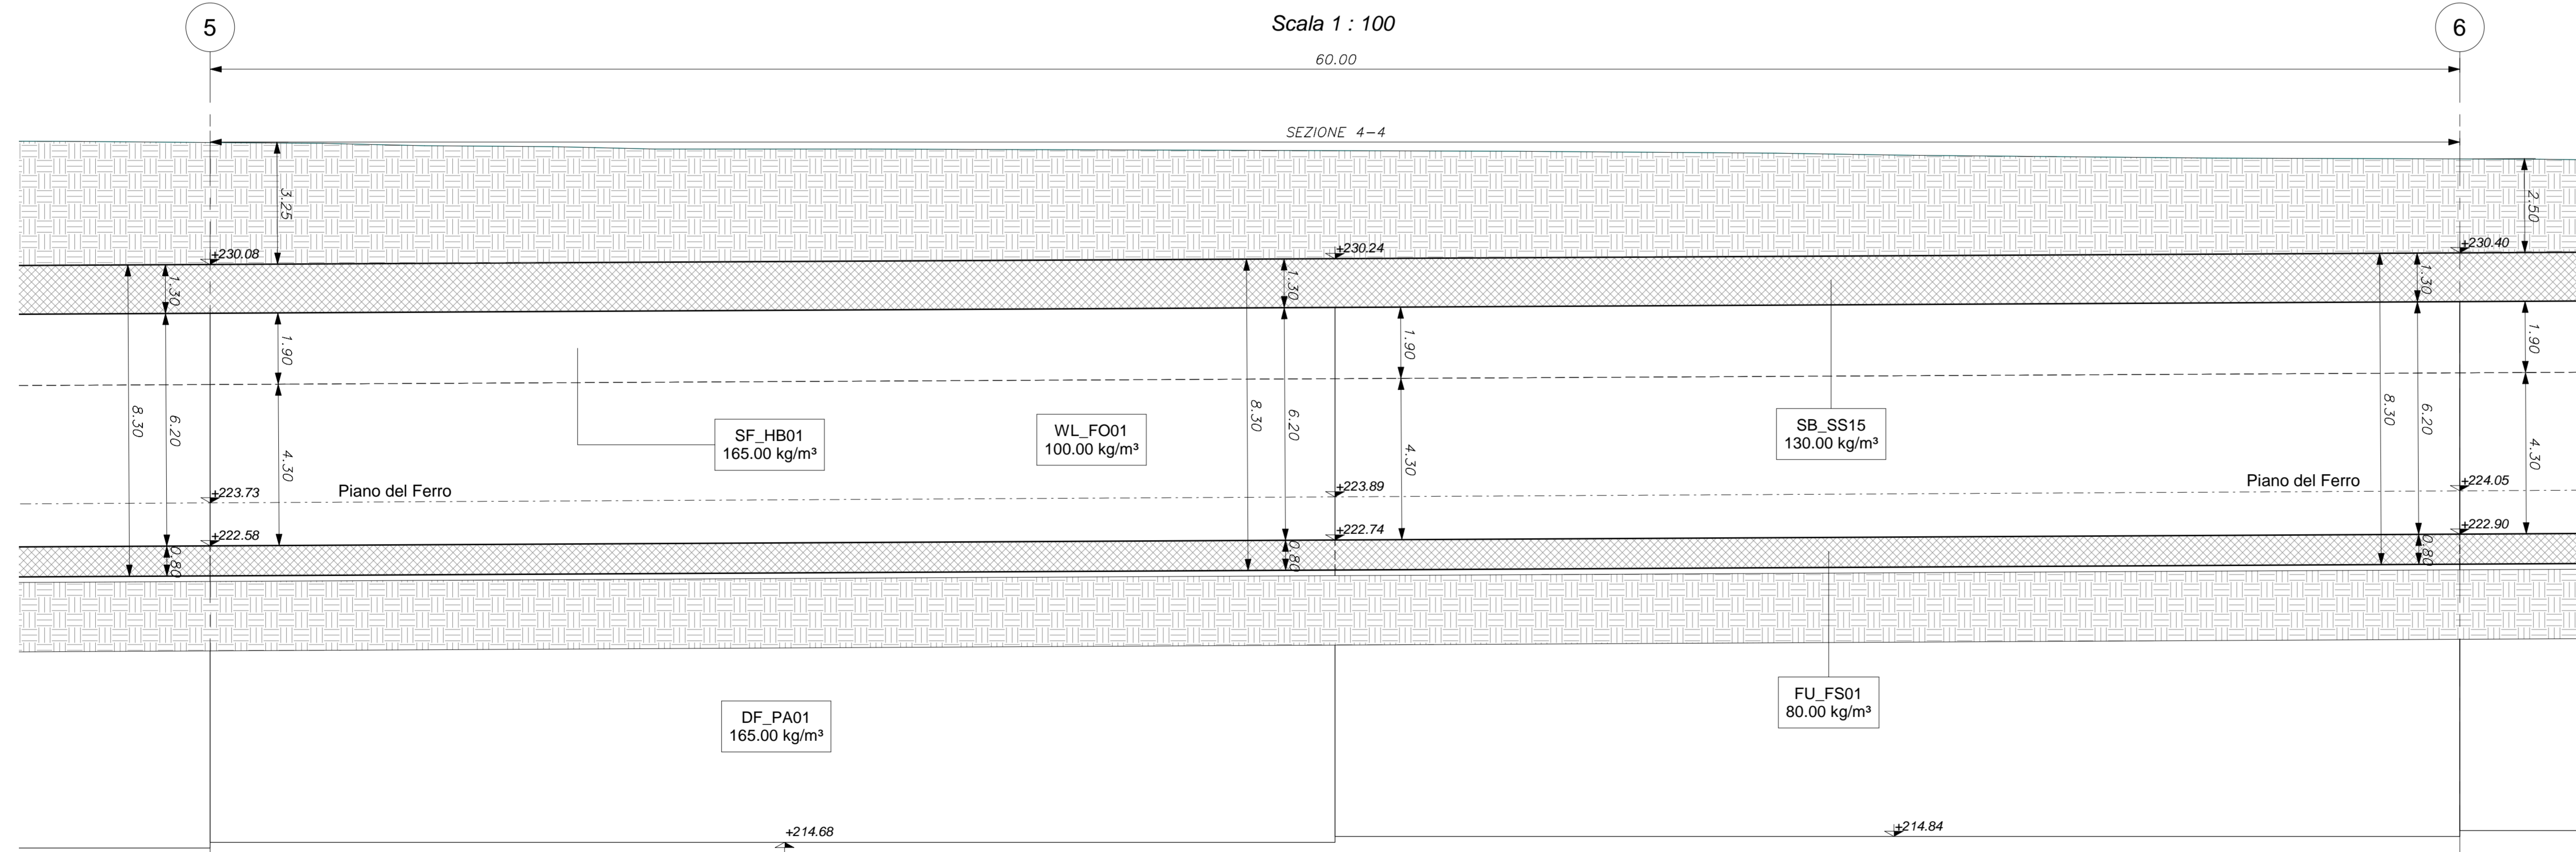 5
Scala 1 : 100
6
60.00
SEZIONE 4-4
3.25
2.50
+230.08
+230.24
+230.40
1.30
1.30
1.30
1.90
1.90
1.90
8.30
6.20
4.30
SF_HB01
165.00 kg/m³
WL_FO01
100.00 kg/m³
8.30
6.20
4.30
SB_SS15
130.00 kg/m³
8.30
6.20
4.30
+223.73
Piano del Ferro
+223.89
Piano del Ferro
+224.05
+222.58
+222.74
+222.90
0.80
0.80
0.80
DF_PA01
165.00 kg/m³
FU_FS01
80.00 kg/m³
+214.68
+214.84